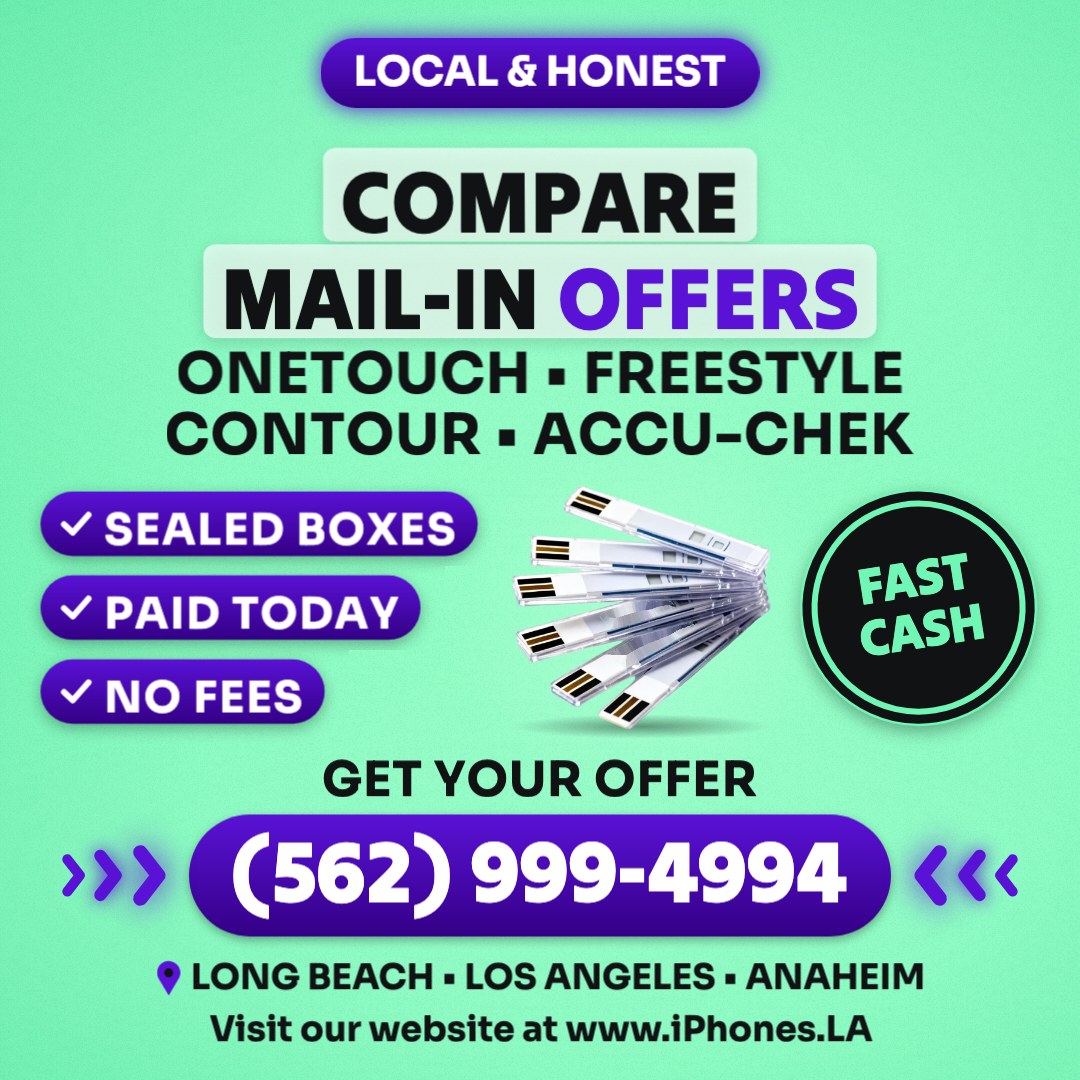 LOCAL & HONEST
COMPARE
MAIL-IN OFFERS
ONETOUCH ▪ FREESTYLE
CONTOUR ▪ ACCU-CHEK
✓ SEALED BOXES
✓ PAID TODAY
✓ NO FEES
FAST
CASH
GET YOUR OFFER
(562) 999-4994
LONG BEACH ▪ LOS ANGELES ▪ ANAHEIM
Visit our website at www.iPhones.LA